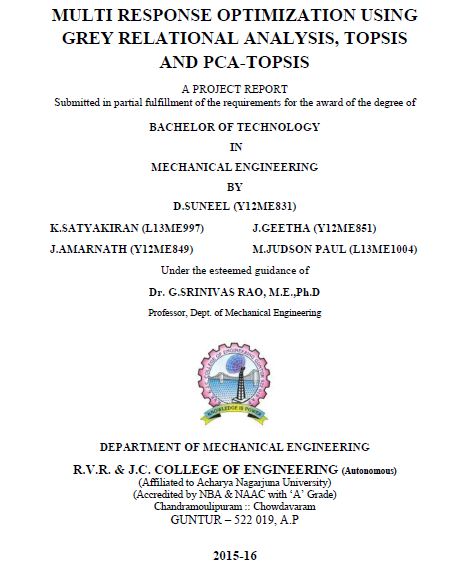 MULTI RESPONSE OPTIMIZATION USING
GREY RELATIONAL ANALYSIS, TOPSIS
AND PCA-TOPSIS
A PROJECT REPORT
Submitted in partial fulfillment of the requirements for the award of the degree of
BACHELOR OF TECHNOLOGY
IN
MECHANICAL ENGINEERING
BY
D.SUNEEL (Y12ME831)
K.SATYAKIRAN (L13ME997) J.GEETHA (Y12ME851)
J.AMARNATH (Y12ME849) M.JUDSON PAUL (L13ME1004)
Under the esteemed guidance of
Dr. G.SRINIVAS RAO, M.E.,Ph.D
Professor, Dept. of Mechanical Engineering
KNOWLEDGE IS POWER
DEPARTMENT OF MECHANICAL ENGINEERING
R.V.R. & J.C. COLLEGE OF ENGINEERING (Autonomous)
(Affiliated to Acharya Nagarjuna University)
(Accredited by NBA & NAAC with ‘A’ Grade)
Chandramoulipuram :: Chowdavaram
GUNTUR – 522 019, A.P
2015-16